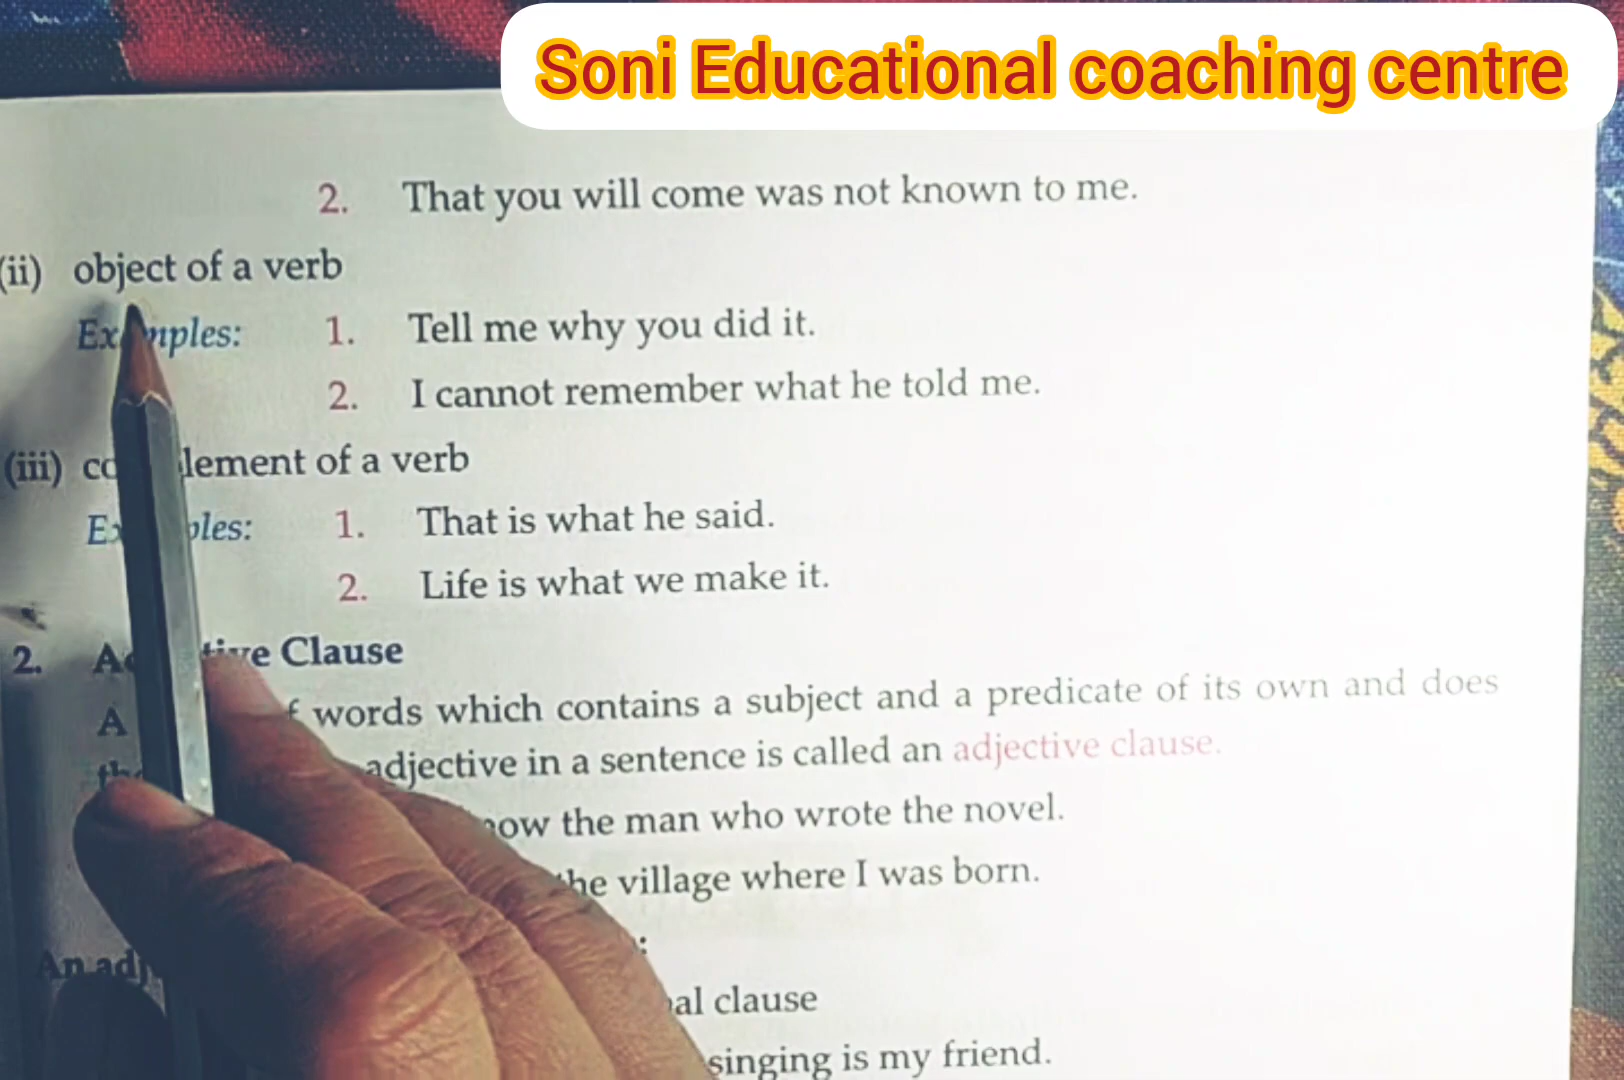 Soni Educational coaching centre
2. That you will come was not known to me.
(ii) object of a verb
Examples: 1. Tell me why you did it.
2. I cannot remember what he told me.
(iii) complement of a verb
Examples: 1. That is what he said.
2. Life is what we make it.
2. Adjective Clause
A words which contains a subject and a predicate of its own and does
adjective in a sentence is called an adjective clause.
the man who wrote the novel.
the village where I was born.
An
clause
singing is my friend.